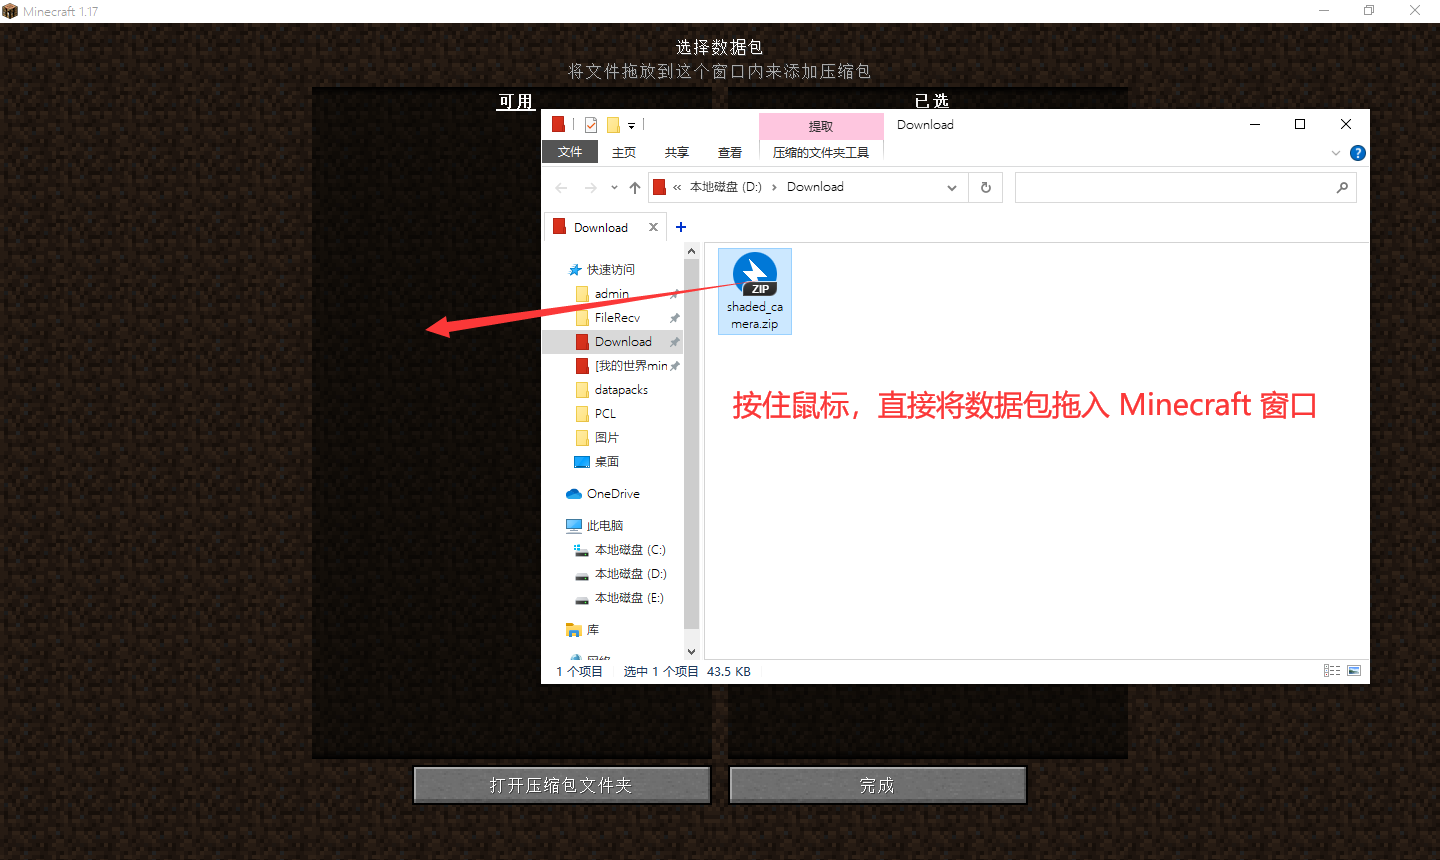 Minecraft 1.17
选择数据包
将文件拖放到这个窗口内来添加压缩包
可用
已选
提取
Download
文件
主页
共享
查看
压缩的文件夹工具
?
« 本地磁盘 (D:) › Download
Download
快速访问
admin
FileRecv
Download
[我的世界min
datapacks
PCL
图片
桌面
OneDrive
此电脑
本地磁盘 (C:)
本地磁盘 (D:)
本地磁盘 (E:)
库
网络
ZIP
shaded_ca
mera.zip
按住鼠标，直接将数据包拖入 Minecraft 窗口
1 个项目
选中 1 个项目 43.5 KB
打开压缩包文件夹
完成